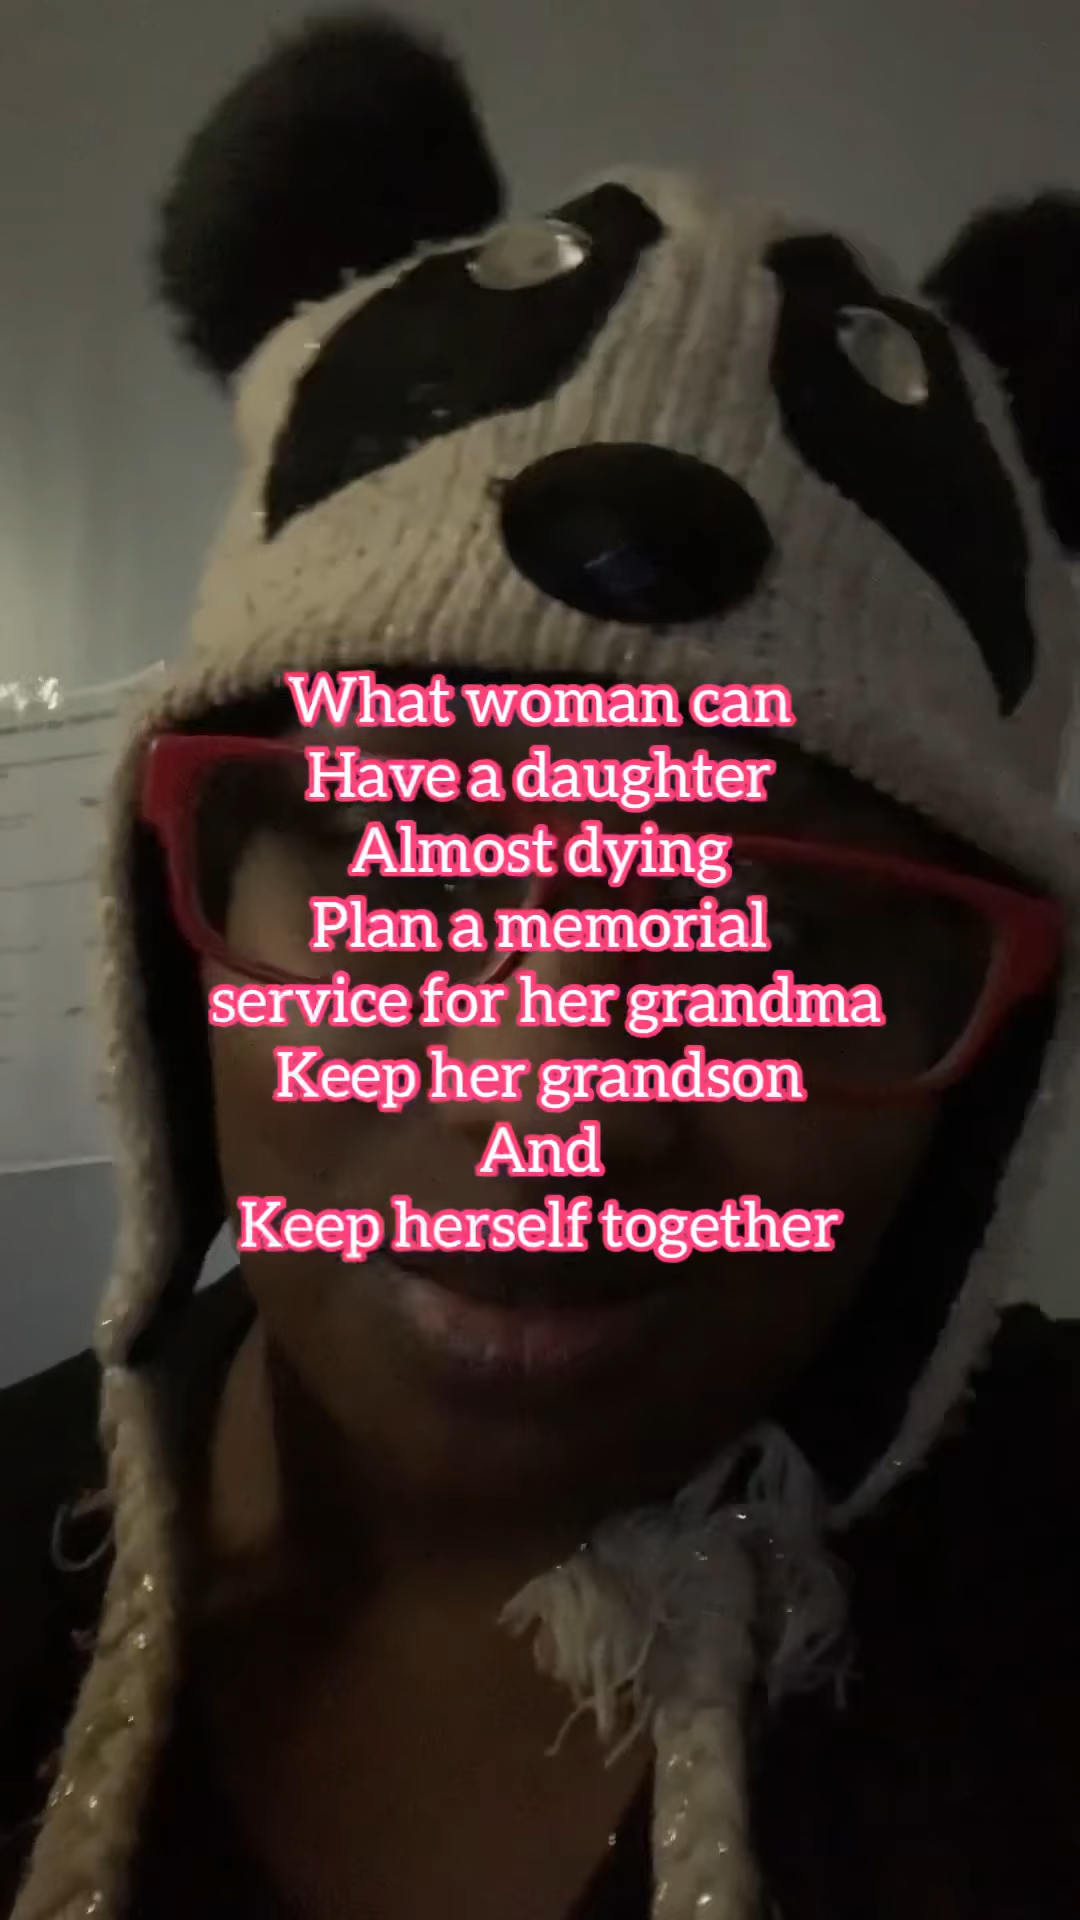 What woman can
Have a daughter
Almost dying
Plan a memorial
service for her grandma
Keep her grandson
And
Keep herself together